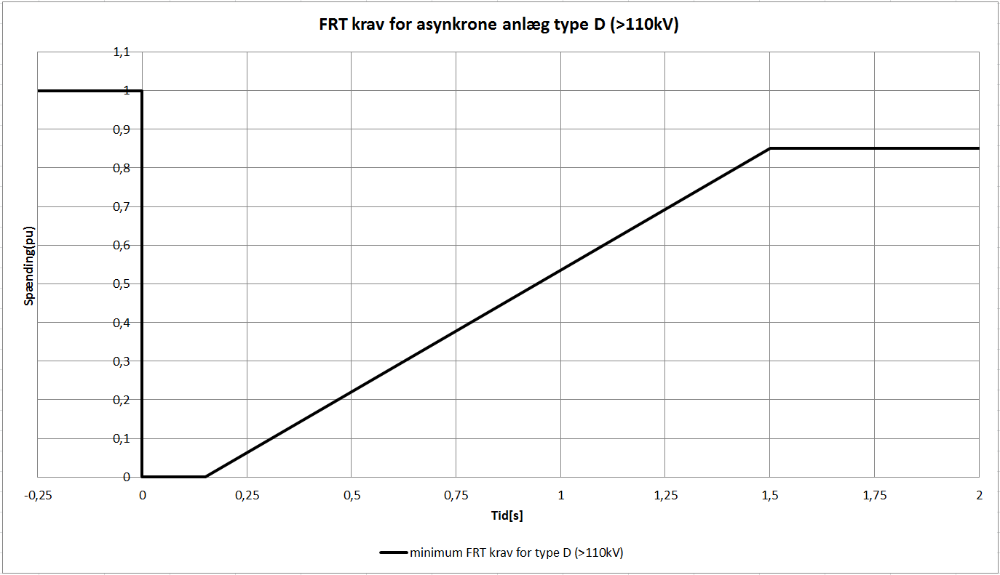 FRT krav for asynkrone anlæg type D (>110kV)
1,1
1
0,9
0,8
0,7
0,6
0,5
0,4
0,3
0,2
0,1
0
Spænding(pu)
-0,25 0 0,25 0,5 0,75 1 1,25 1,5 1,75 2
Tid[s]
minimum FRT krav for type D (>110kV)